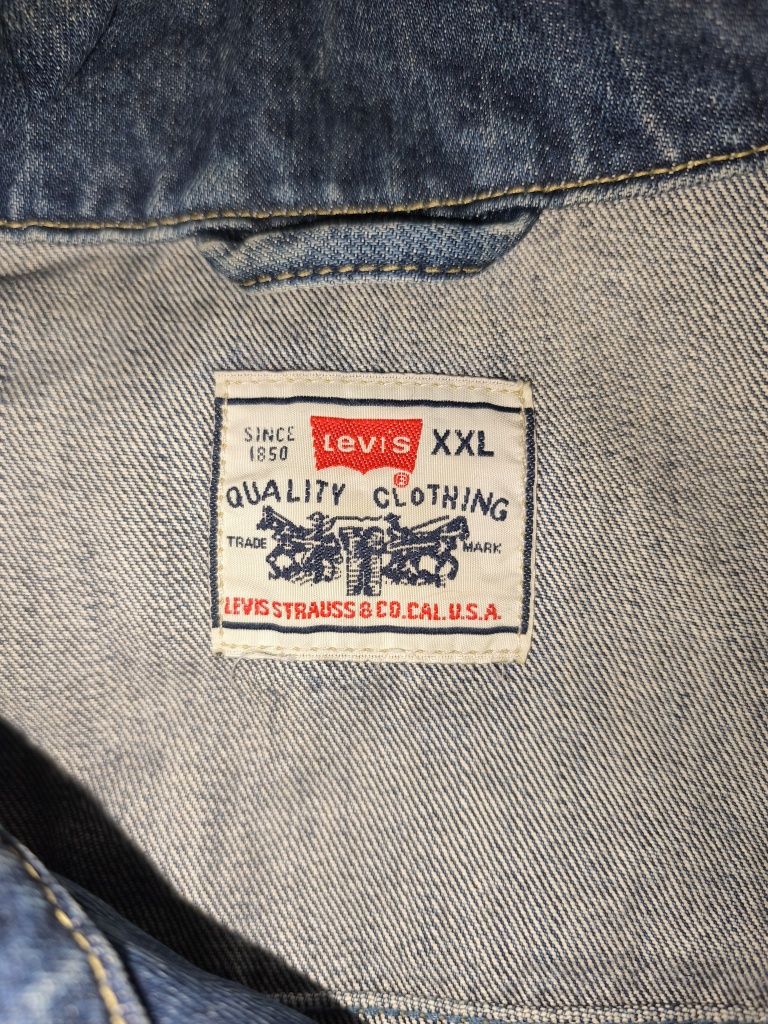 SINCE 1850
Levi's XXL
®
QUALITY CLOTHING
TRADE MARK
LEVIS STRAUSS & CO. CAL. U.S.A.